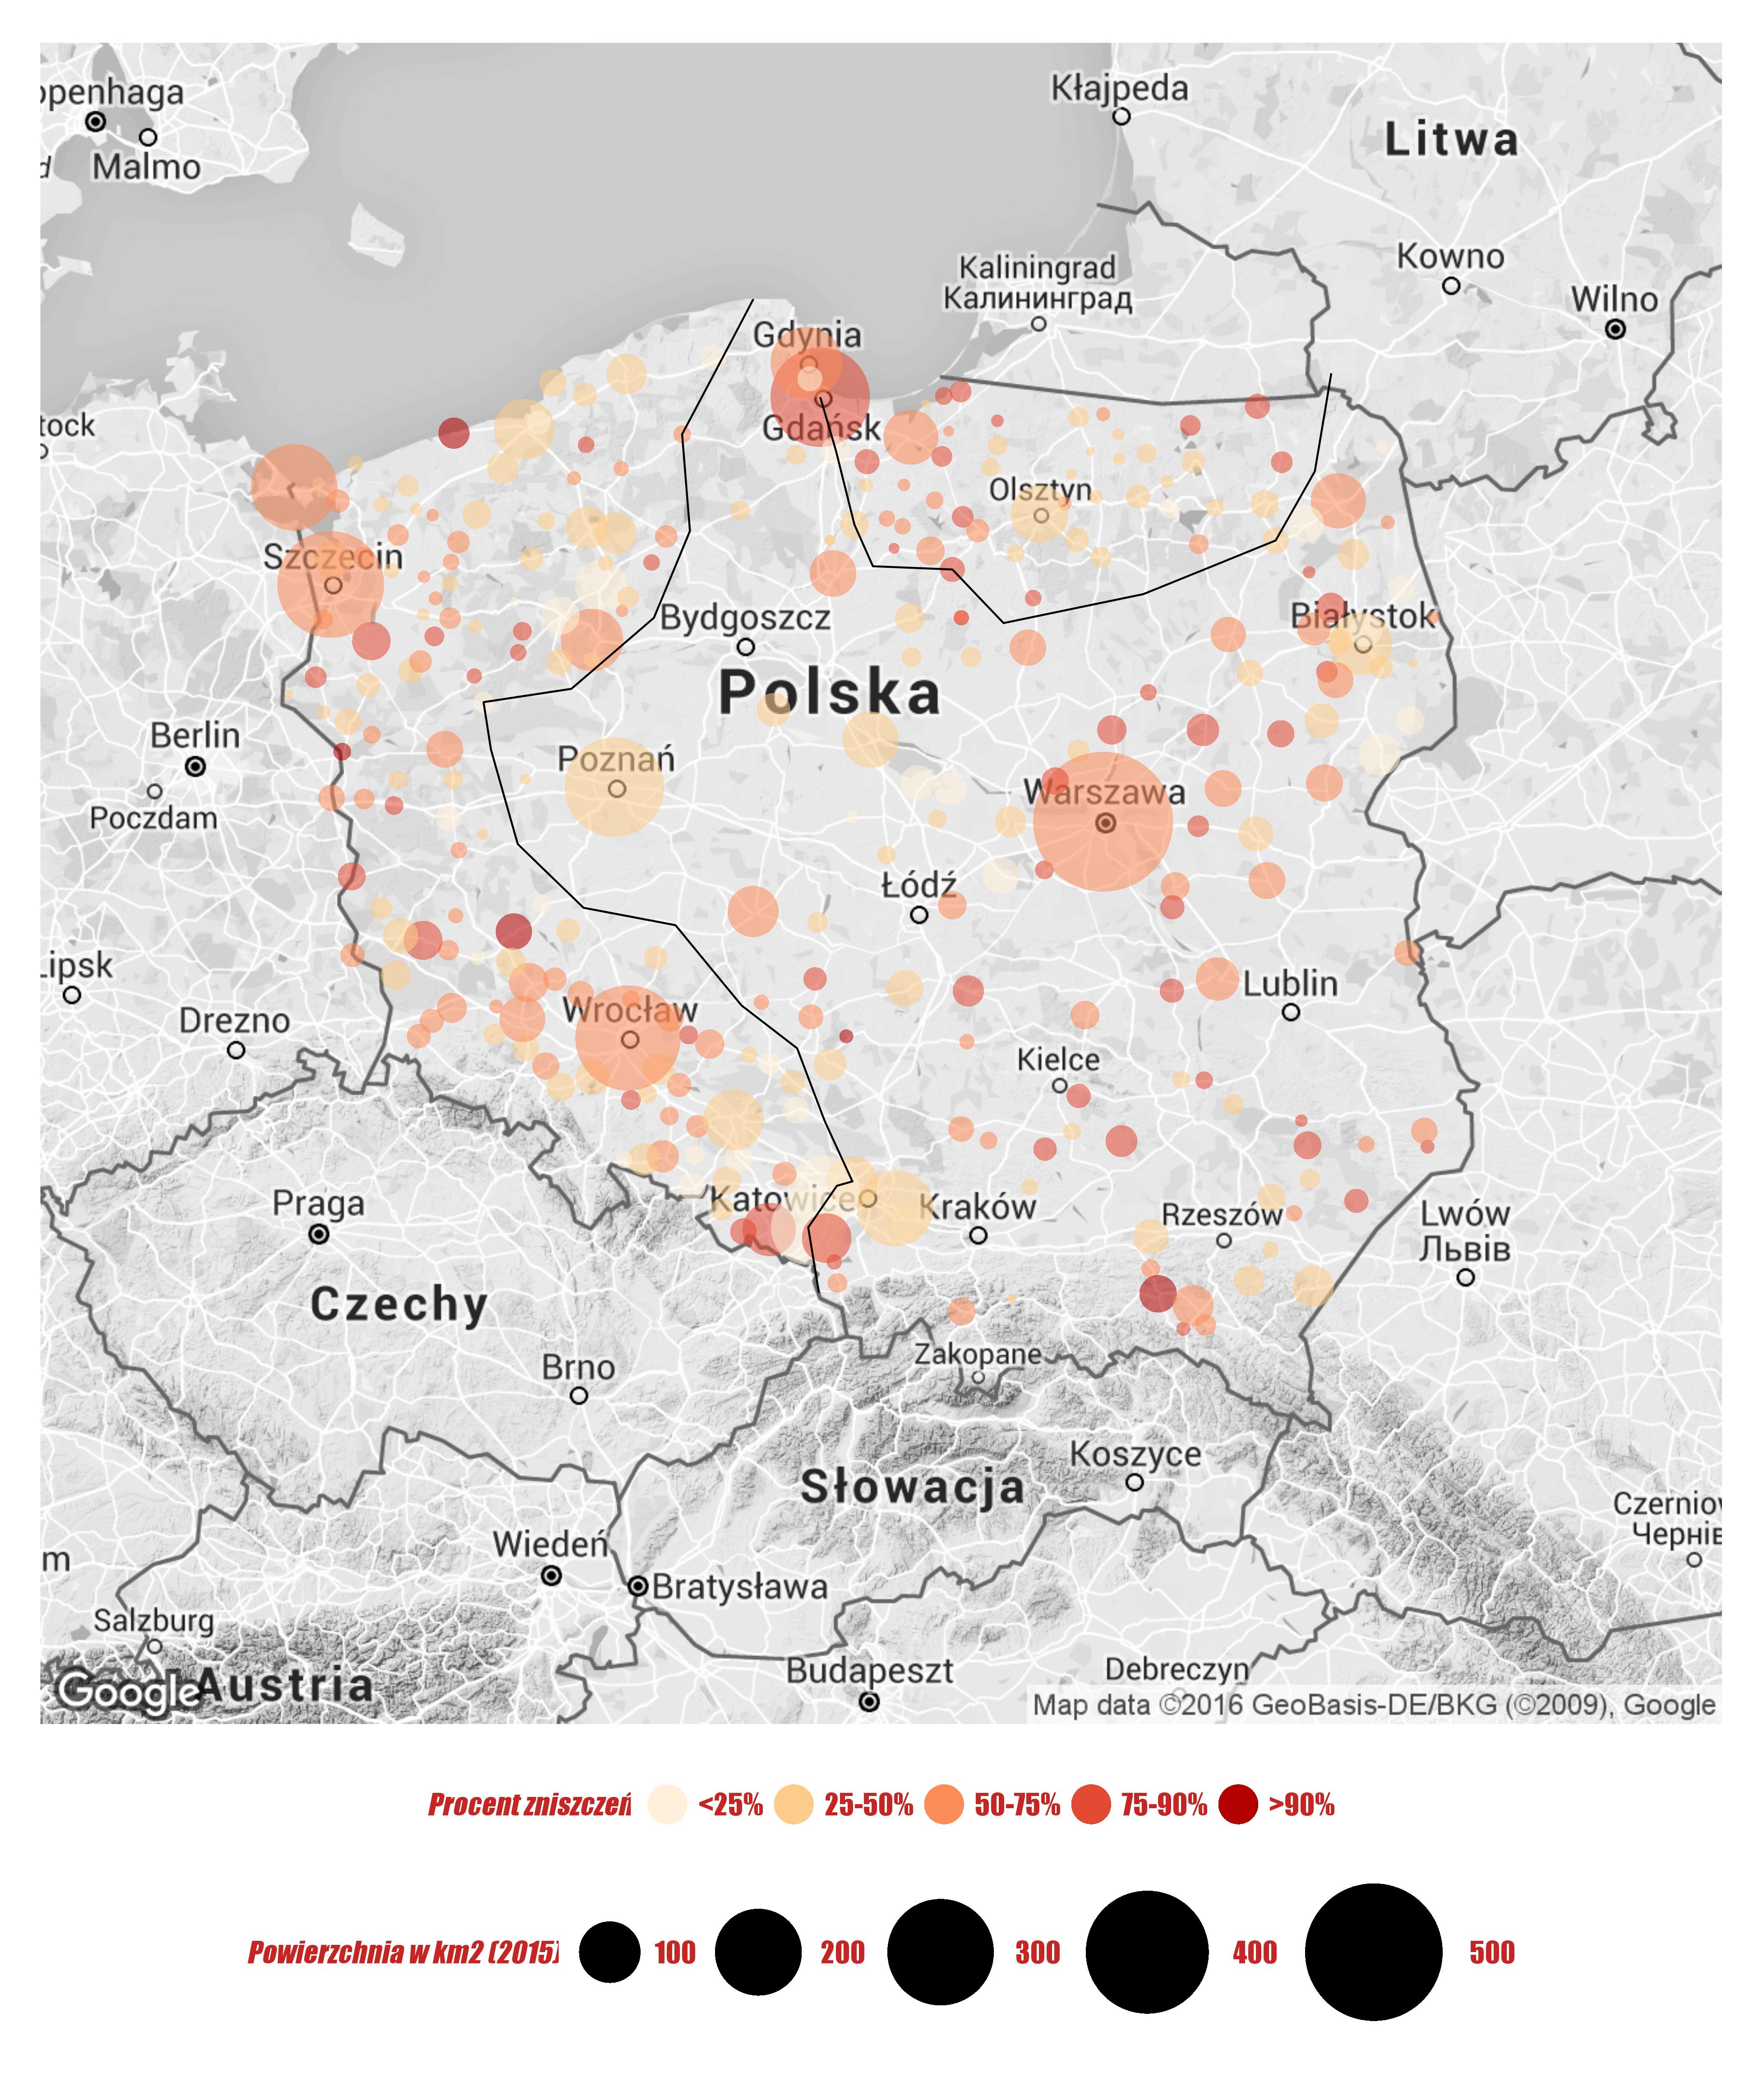 openhaga
Malmo
d
Kłajpeda
Litwa
Kowno
Wilno
Kaliningrad
Калининград
Gdynia
Gdańsk
tock
Olsztyn
Szczecin
Białystok
Bydgoszcz
Polska
Berlin
Poczdam
Poznań
Warszawa
Łódź
Lipsk
Drezno
Wrocław
Lublin
Kielce
Praga
Katowice
Kraków
Rzeszów
Lwów
Львів
Czechy
Brno
Zakopane
Słowacja
Koszyce
Czerniow
Чернів
m
Wiedeń
Bratysława
Salzburg
Austria
Budapeszt
Debreczyn
Google
Map data ©2016 GeoBasis-DE/BKG (©2009), Google
Procent zniszczeń <25% 25-50% 50-75% 75-90% >90%
Powierzchnia w km2 (2015) 100 200 300 400 500